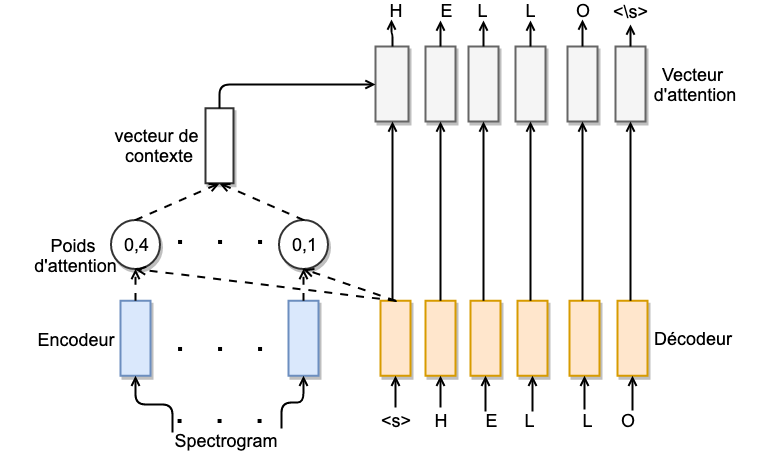 H E L L O <\s>
Vecteur
d'attention
vecteur de
contexte
Poids
d'attention
0,4
0,1
Encodeur
Décodeur
<s> H E L L O
Spectrogram